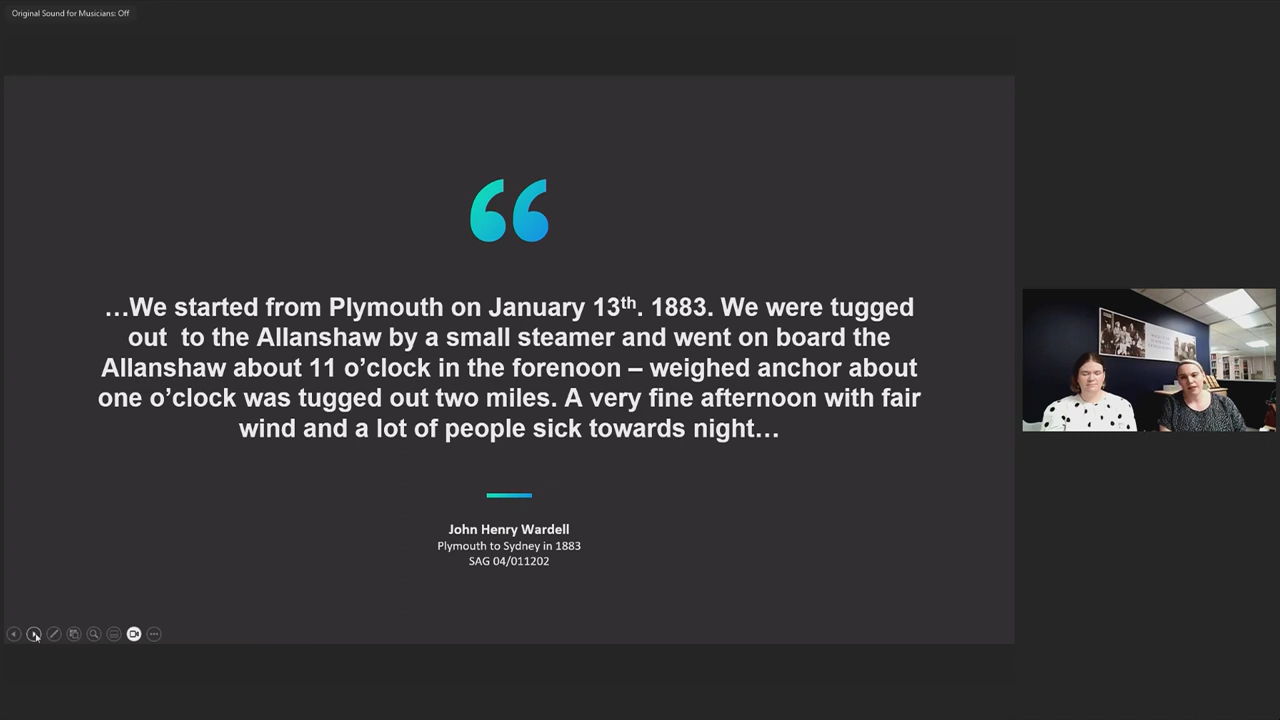 Original Sound for Musicians: Off
“
…We started from Plymouth on January 13th. 1883. We were tugged
out  to the Allanshaw by a small steamer and went on board the
Allanshaw about 11 o’clock in the forenoon – weighed anchor about
one o’clock was tugged out two miles. A very fine afternoon with fair
wind and a lot of people sick towards night…
John Henry Wardell
Plymouth to Sydney in 1883
SAG 04/011202